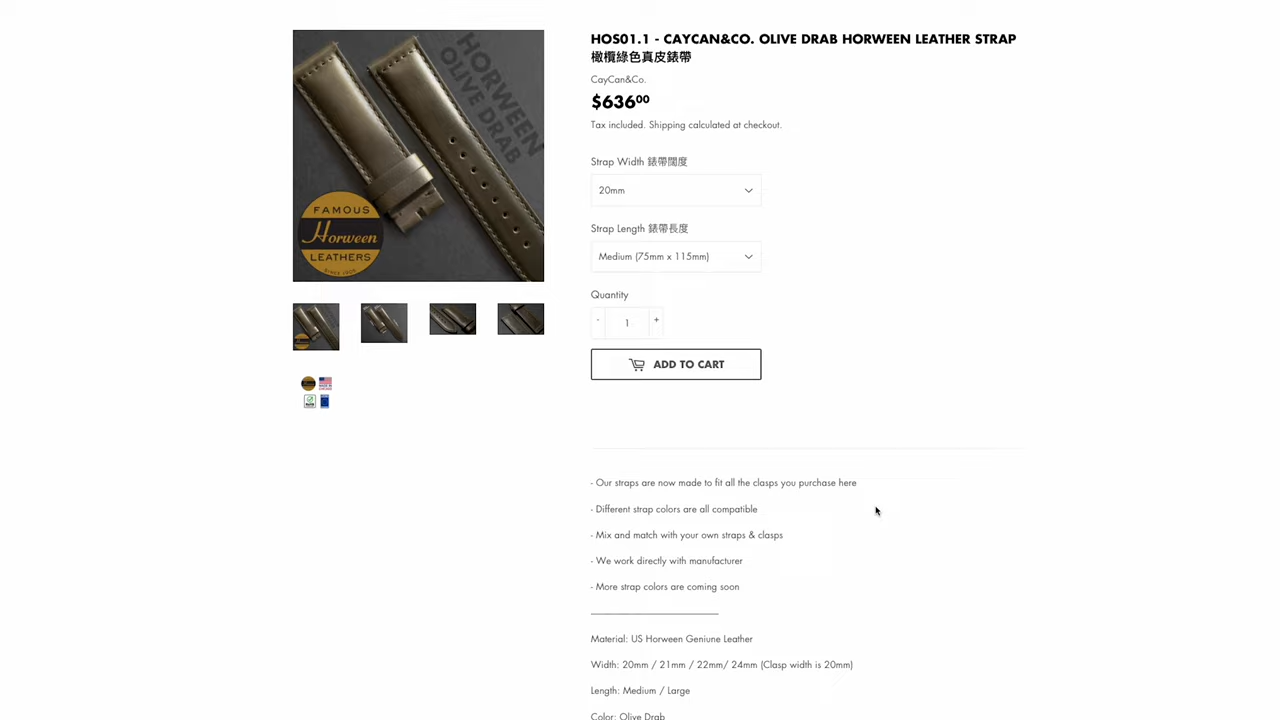 HORWEEN
OLIVE DRAB
FAMOUS
Horween
LEATHERS
SINCE 1905
HOS01.1 - CAYCAN&CO. OLIVE DRAB HORWEEN LEATHER STRAP
橄欖綠色真皮錶帶
CayCan&Co.
$63600
Tax included. Shipping calculated at checkout.
Strap Width 錶帶闊度
20mm
Strap Length 錶帶長度
Medium (75mm x 115mm)
Quantity
- 1 +
ADD TO CART
- Our straps are now made to fit all the clasps you purchase here
- Different strap colors are all compatible
- Mix and match with your own straps & clasps
- We work directly with manufacturer
- More strap colors are coming soon
Material: US Horween Geniune Leather
Width: 20mm / 21mm / 22mm/ 24mm (Clasp width is 20mm)
Length: Medium / Large
Color: Olive Drab